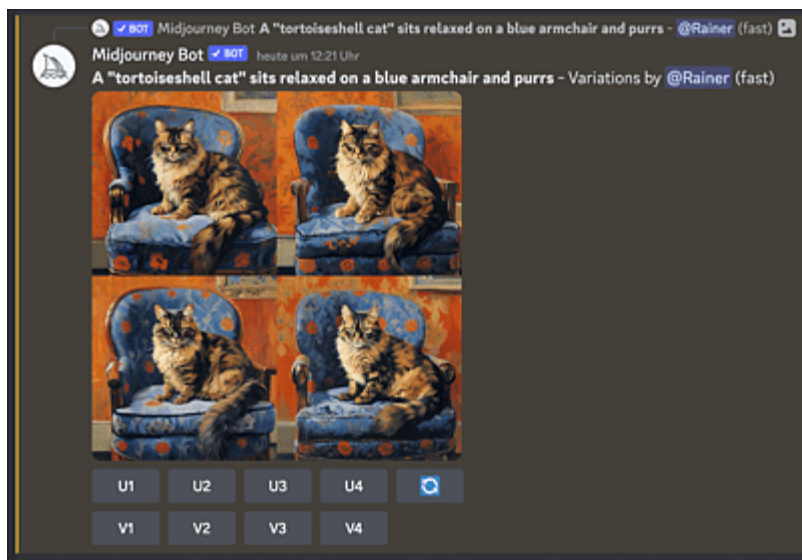 ✓ BOT Midjourney Bot A "tortoiseshell cat" sits relaxed on a blue armchair and purrs - @Rainer (fast)
Midjourney Bot ✓ BOT heute um 12:21 Uhr
A "tortoiseshell cat" sits relaxed on a blue armchair and purrs - Variations by @Rainer (fast)
U1 U2 U3 U4
V1 V2 V3 V4